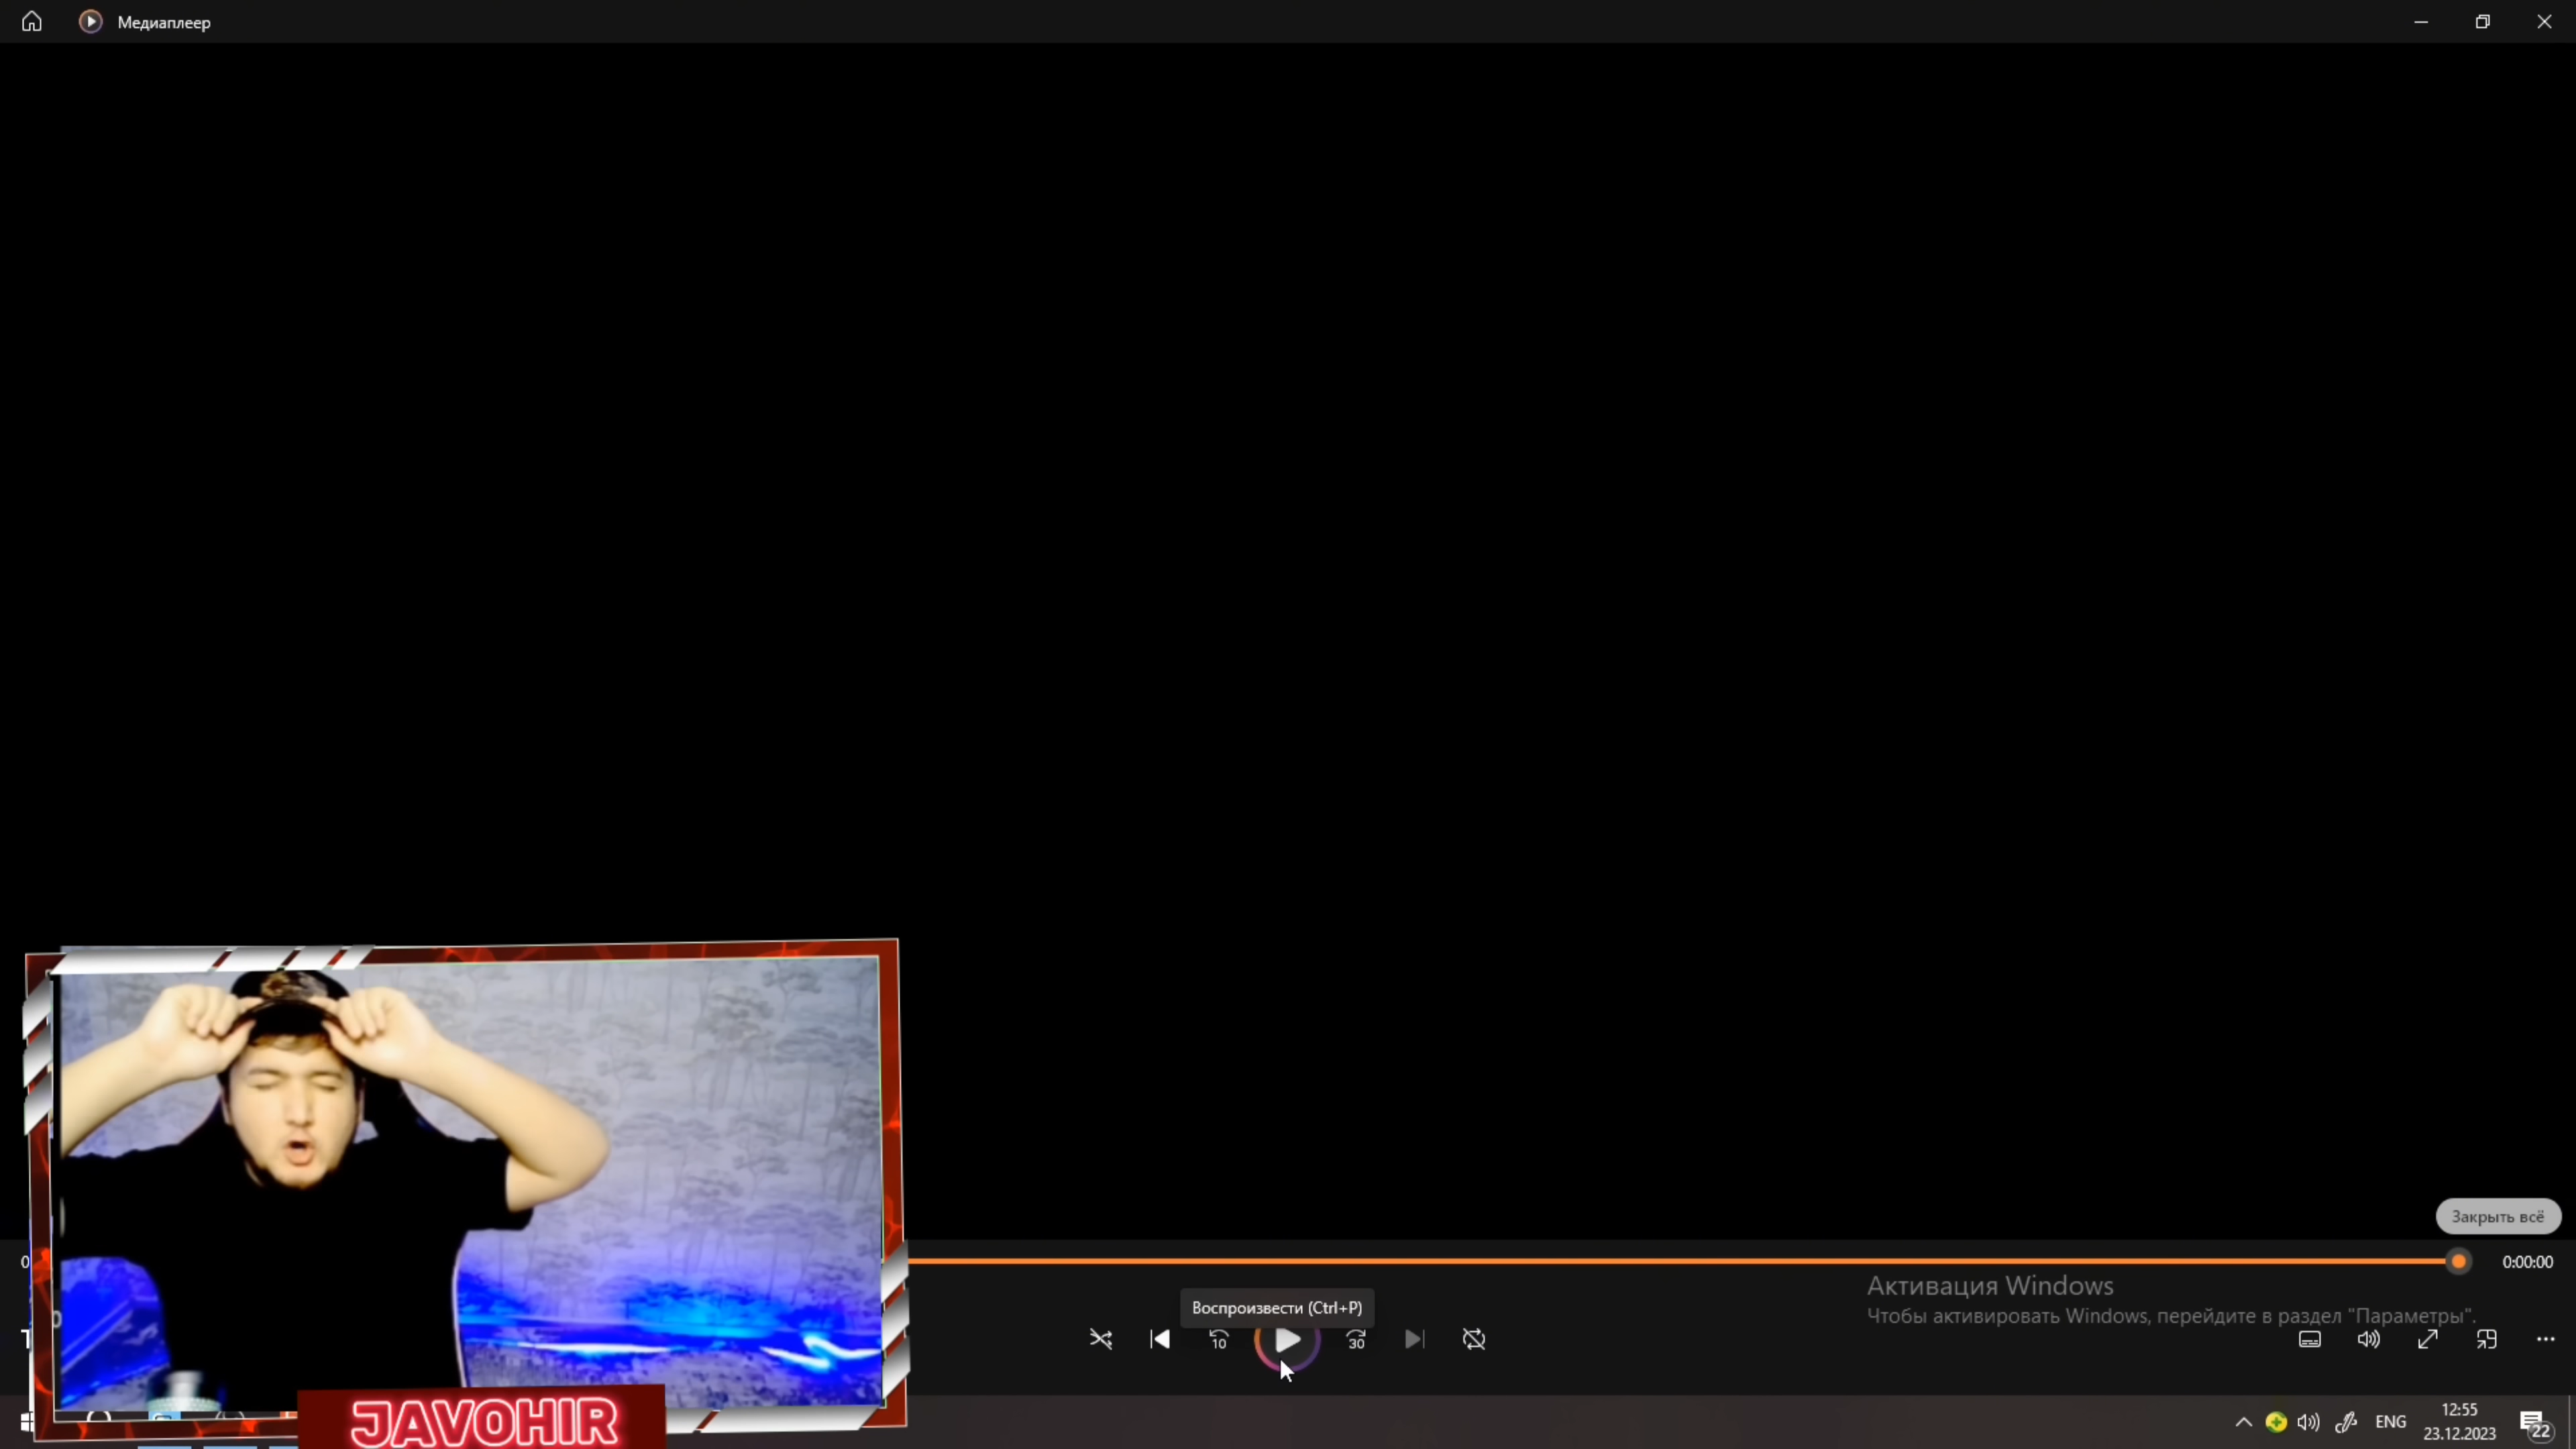 Медиаплеер
Закрыть всё
0:00:00
Активация Windows
Чтобы активировать Windows, перейдите в раздел "Параметры".
Воспроизвести (Ctrl+P)
10
30
JAVOHIR
ENG
12:55
23.12.2023
22